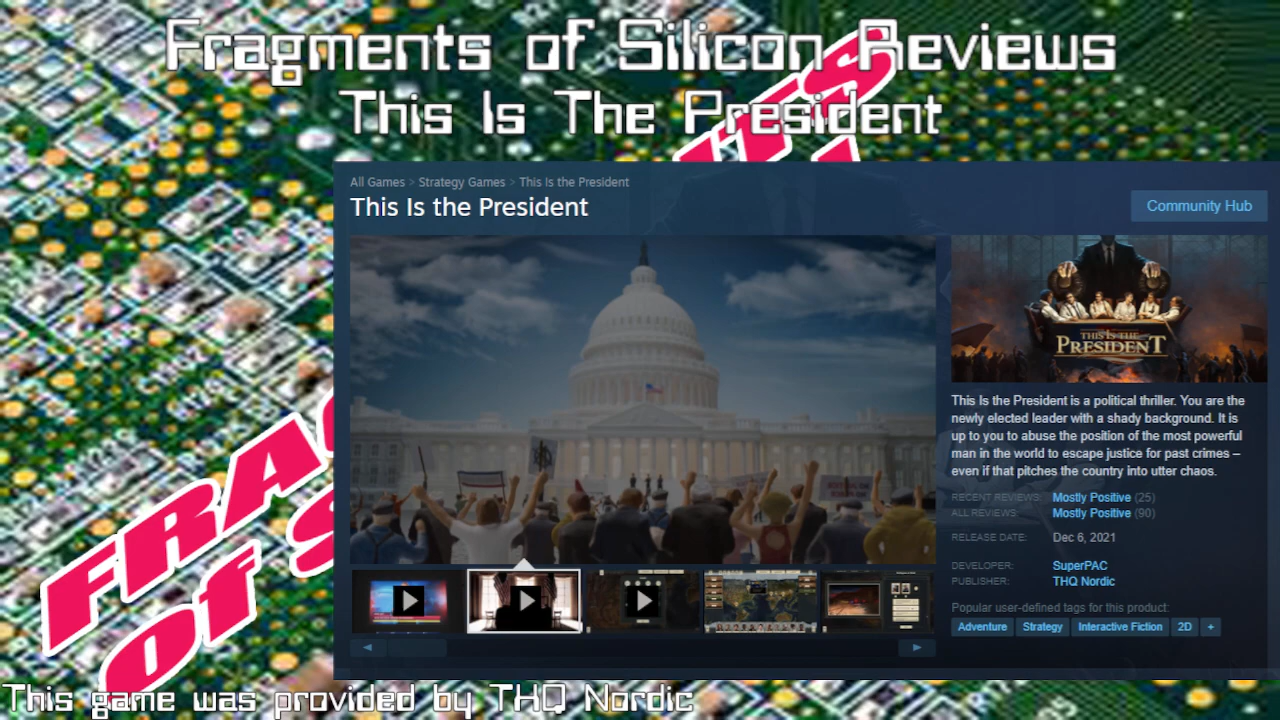 Fragments of Silicon Reviews
This Is The President
All Games > Strategy Games > This Is the President
This Is the President
Community Hub
THIS IS THE
PRESIDENT
This Is the President is a political thriller. You are the
newly elected leader with a shady background. It is
up to you to abuse the position of the most powerful
man in the world to escape justice for past crimes –
even if that pitches the country into utter chaos.
RECENT REVIEWS: Mostly Positive (25)
ALL REVIEWS: Mostly Positive (90)
RELEASE DATE: Dec 6, 2021
DEVELOPER: SuperPAC
PUBLISHER: THQ Nordic
Popular user-defined tags for this product:
Adventure Strategy Interactive Fiction 2D +
of
This game was provided by THQ Nordic